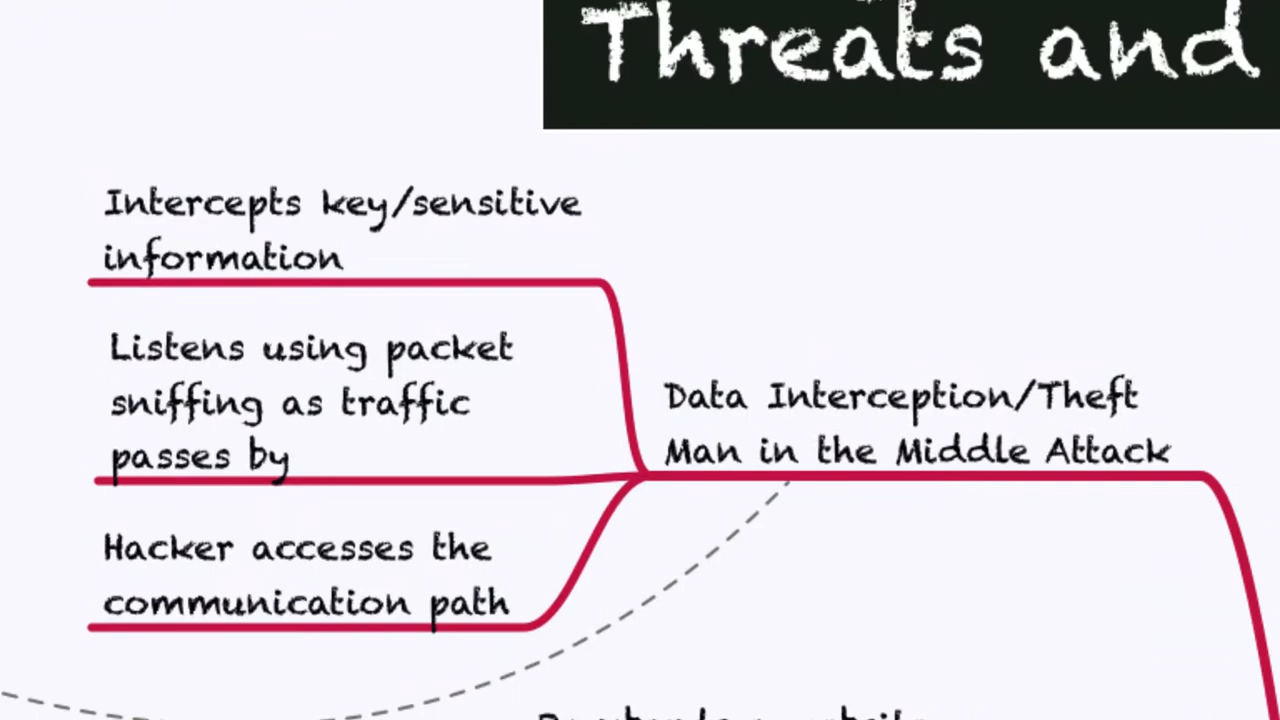 Threats and
Intercepts key/sensitive
information
Listens using packet
sniffing as traffic
passes by
Data Interception/Theft
Man in the Middle Attack
Hacker accesses the
communication path